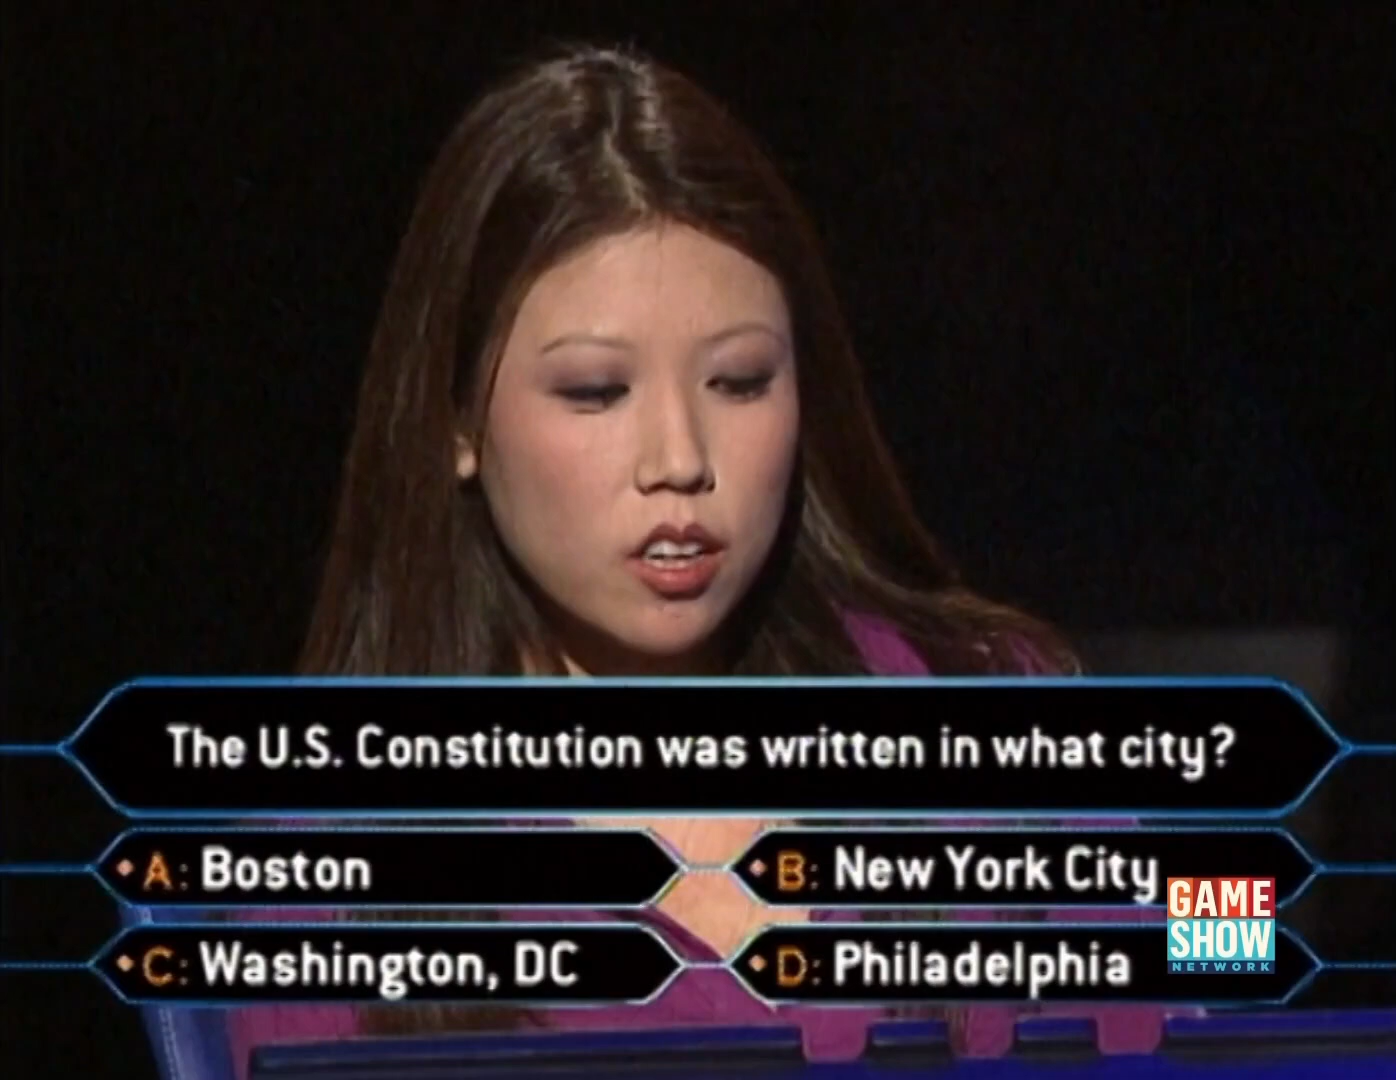 The U.S. Constitution was written in what city?
A: Boston
B: New York City
C: Washington, DC
D: Philadelphia
GAME
SHOW
NETWORK